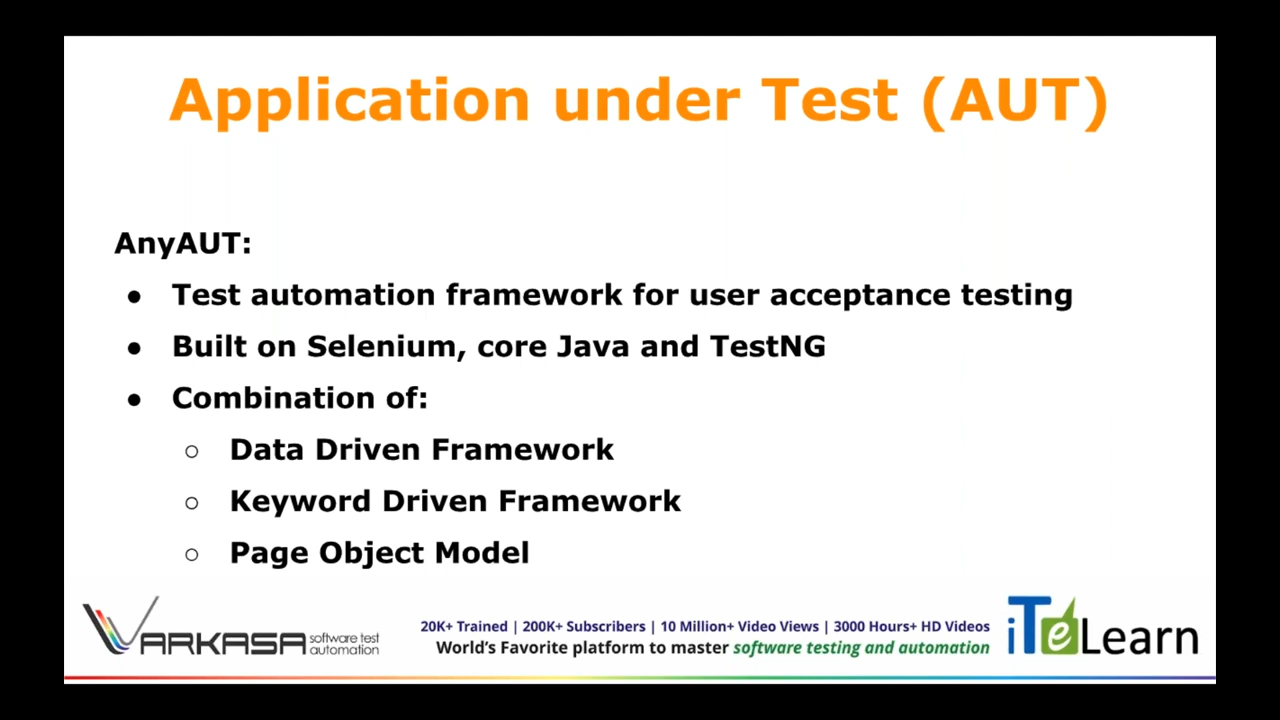 Application under Test (AUT)
AnyAUT:
● Test automation framework for user acceptance testing
● Built on Selenium, core Java and TestNG
● Combination of:
○ Data Driven Framework
○ Keyword Driven Framework
○ Page Object Model
VARKASA software test automation
20K+ Trained | 200K+ Subscribers | 10 Million+ Video Views | 3000 Hours+ HD Videos
World's Favorite platform to master software testing and automation
iTeLearn